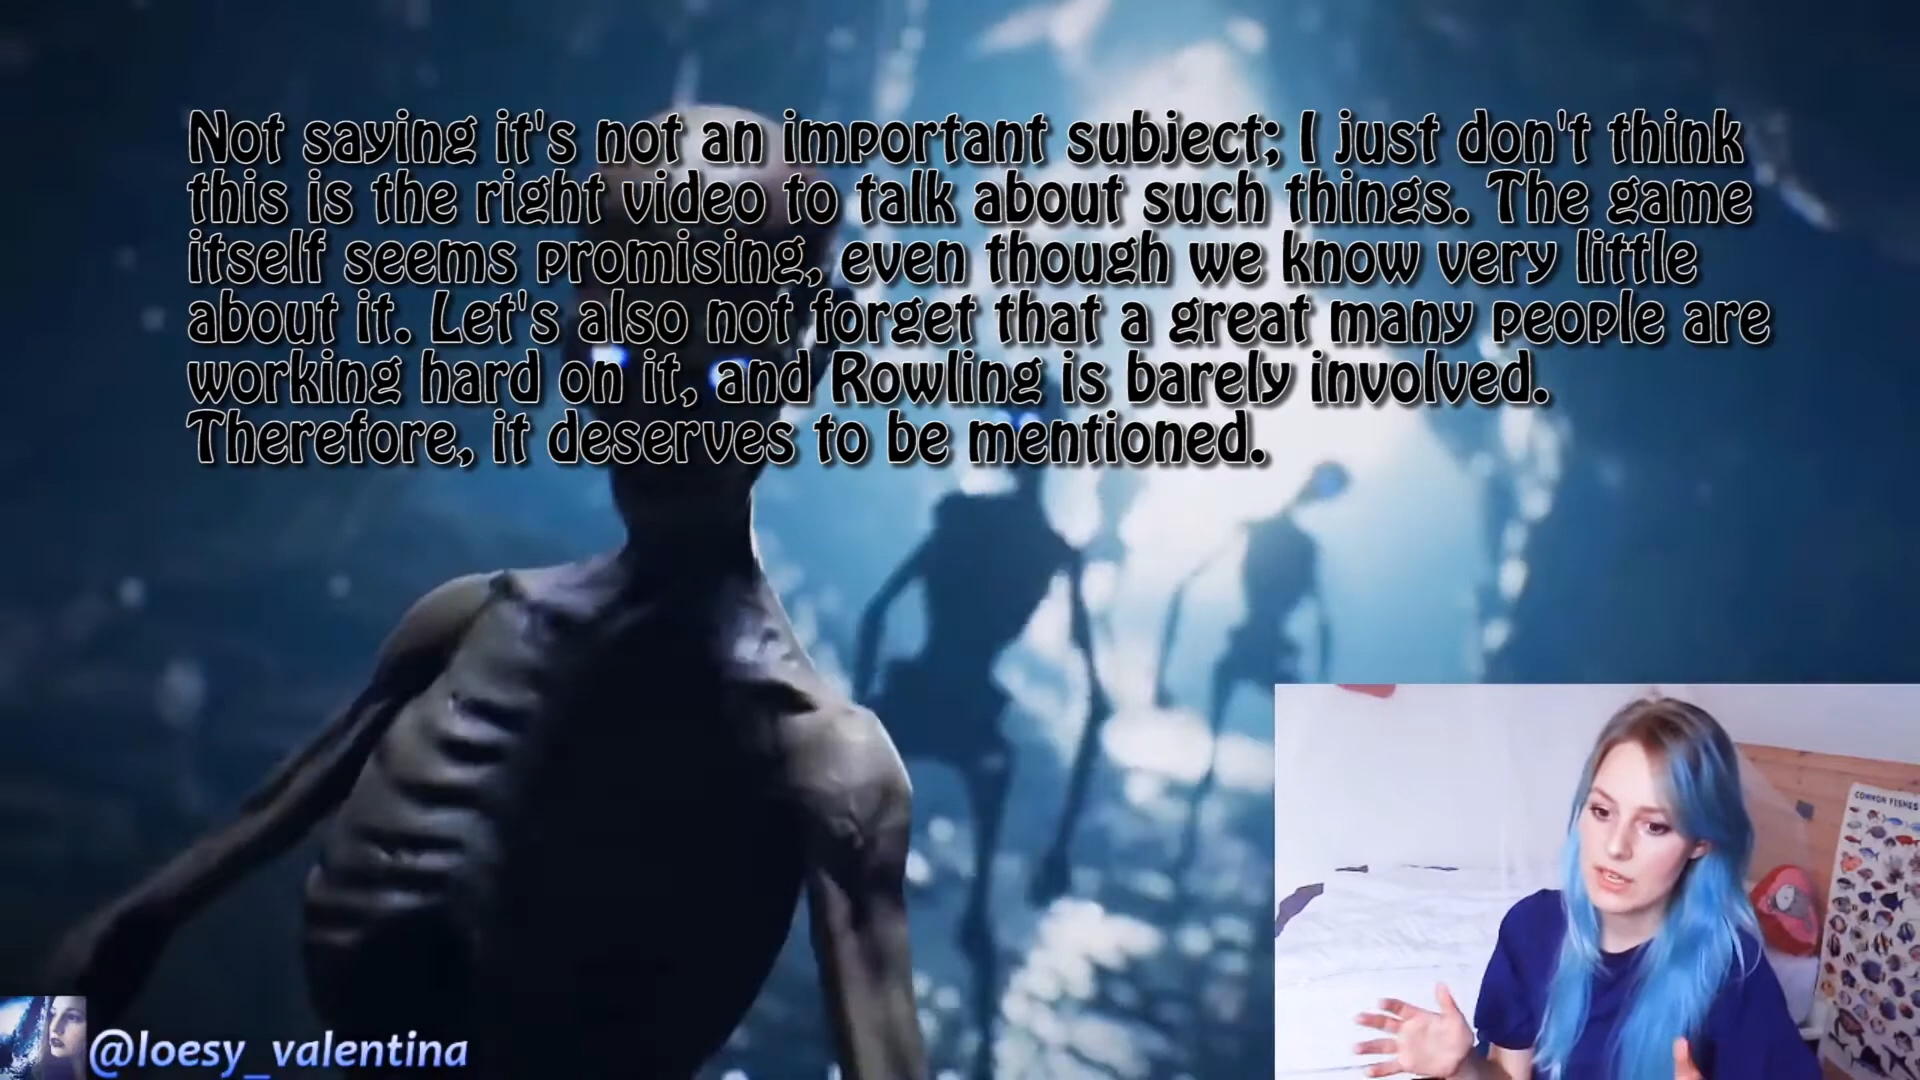 Not saying it's not an important subject; I just don't think
this is the right video to talk about such things. The game
itself seems promising, even though we know very little
about it. Let's also not forget that a great many people are
working hard on it, and Rowling is barely involved.
Therefore, it deserves to be mentioned.
COMMON FISHES
@loesy_valentina